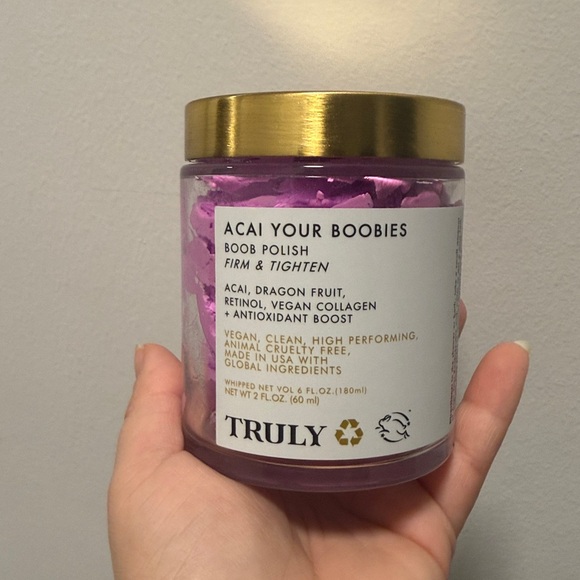 ACAI YOUR BOOBIES
BOOB POLISH
FIRM & TIGHTEN
ACAI, DRAGON FRUIT,
RETINOL, VEGAN COLLAGEN
+ ANTIOXIDANT BOOST
VEGAN, CLEAN, HIGH PERFORMING,
ANIMAL CRUELTY FREE,
MADE IN USA WITH
GLOBAL INGREDIENTS
WHIPPED NET VOL 6 FL.OZ.(180ml)
NET WT 2 FL.OZ. (60 ml)
TRULY